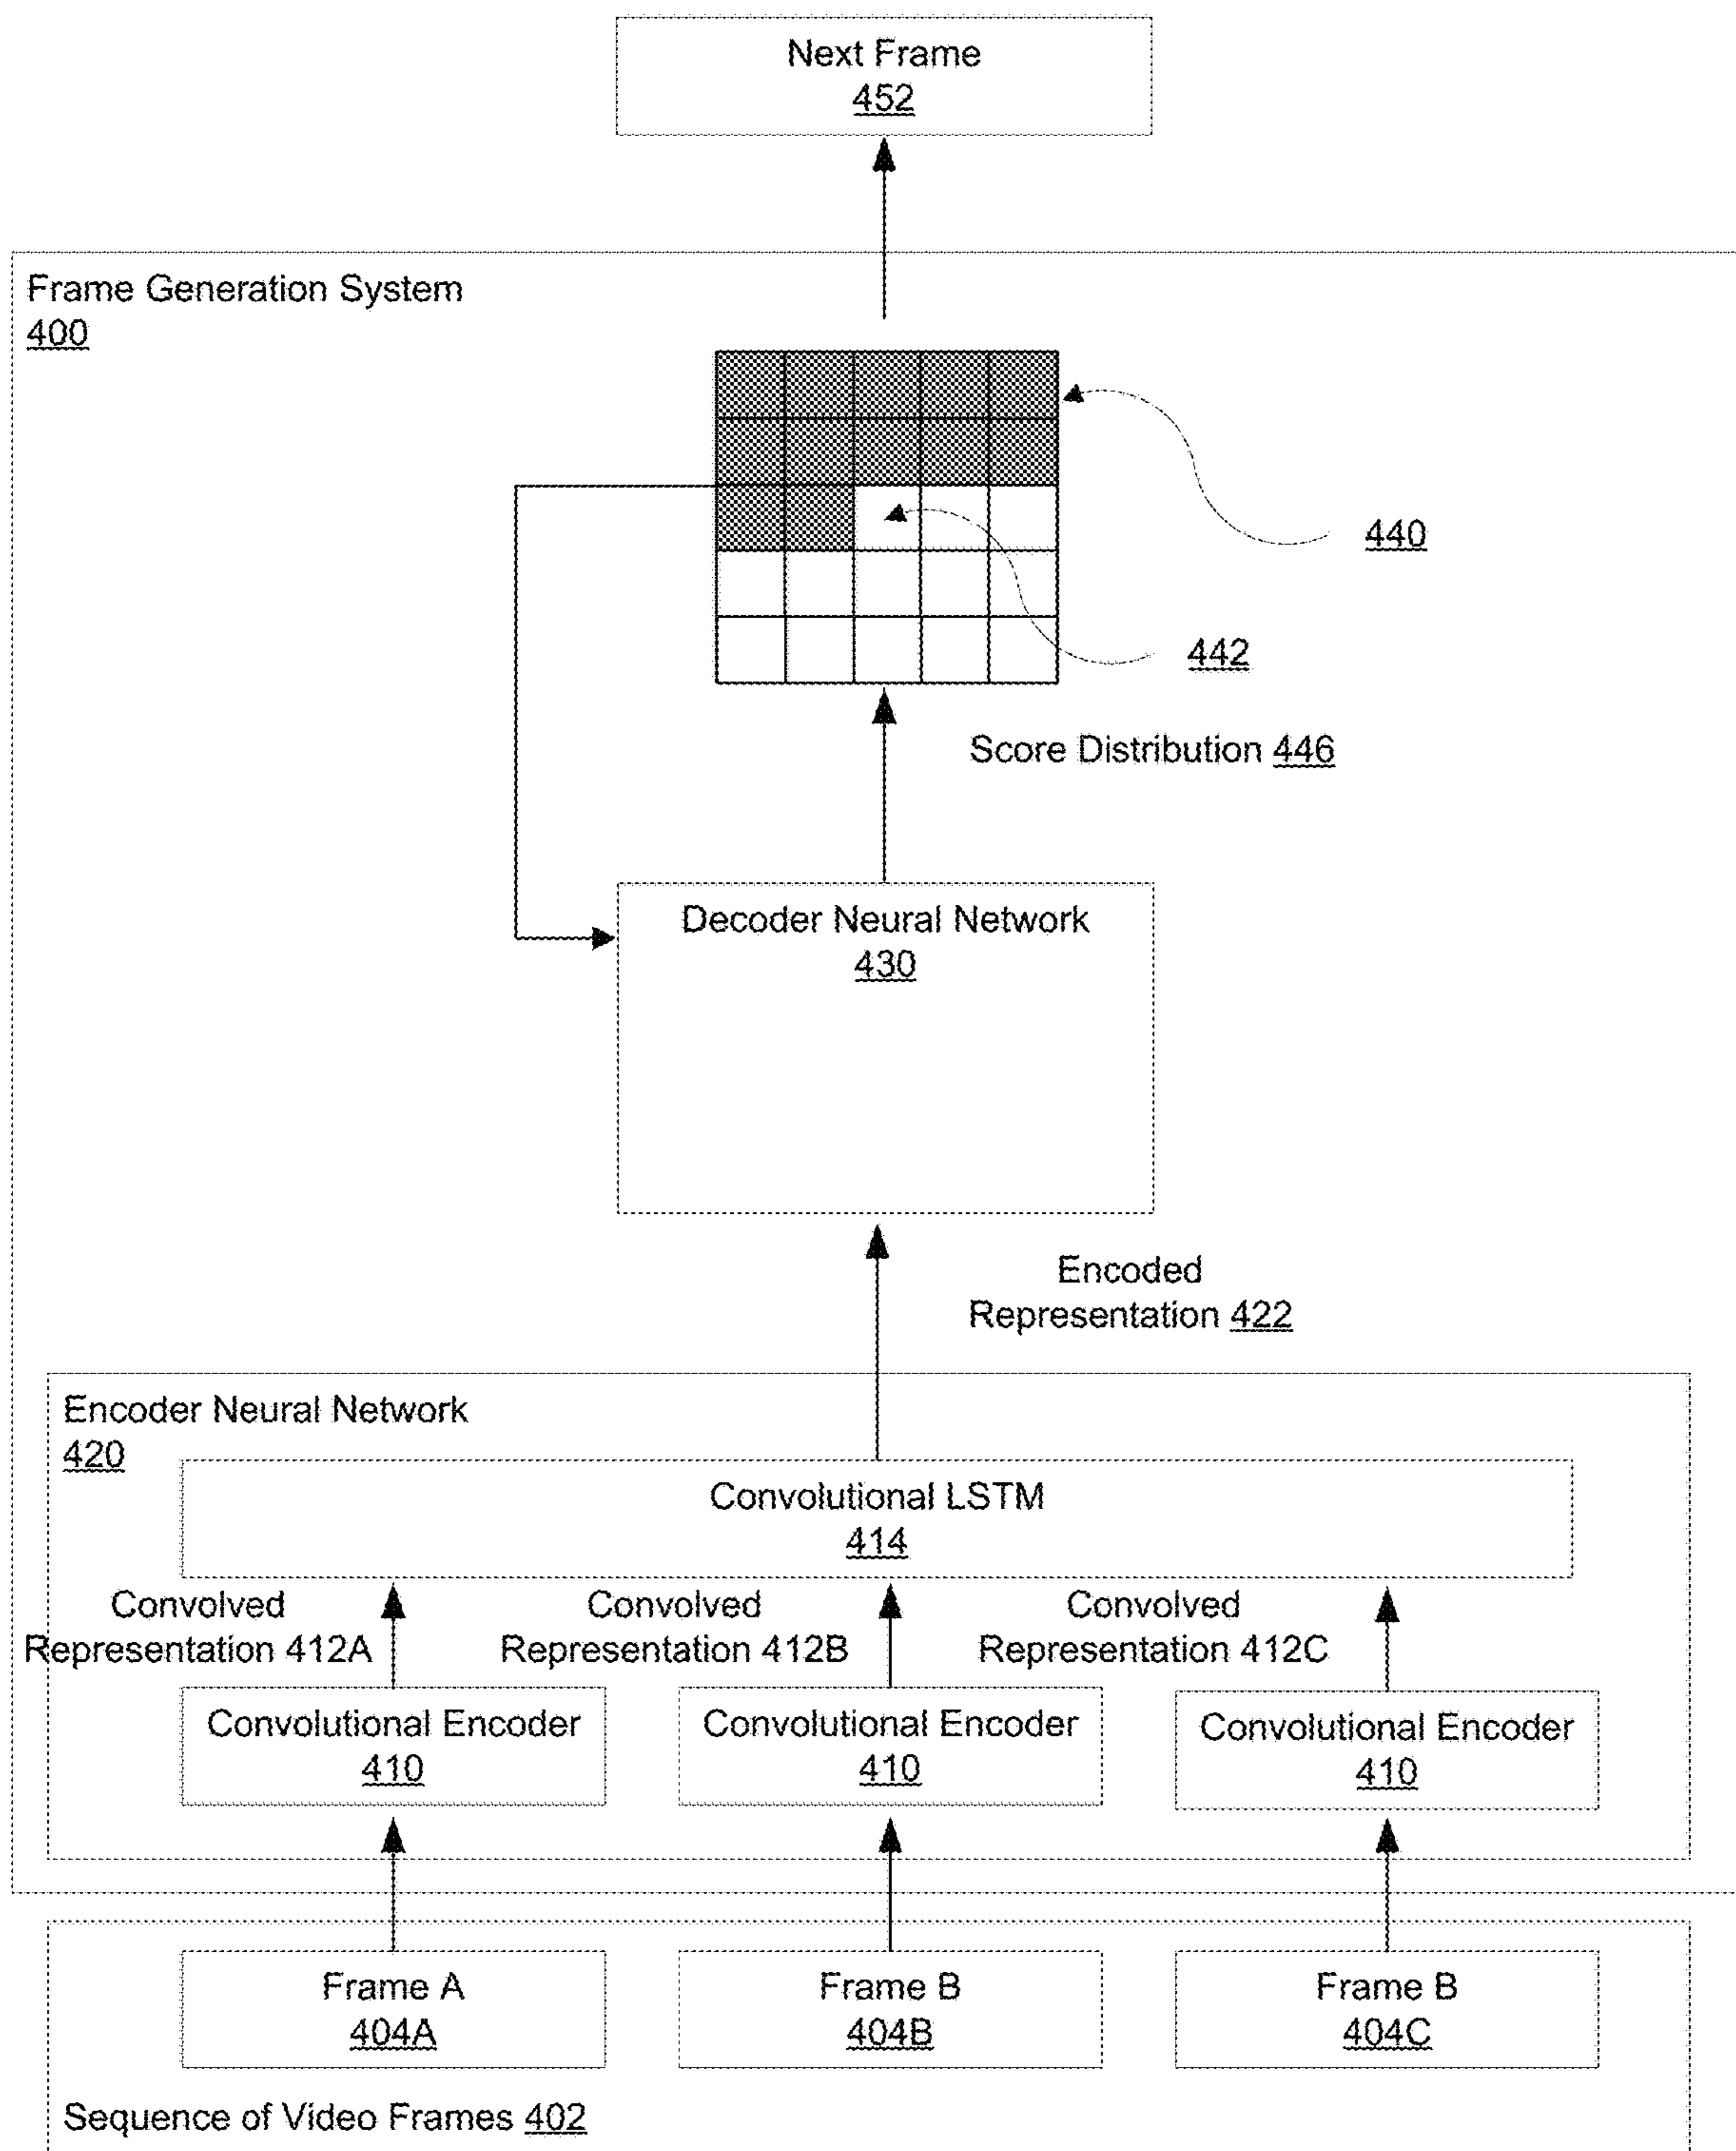 Next Frame
452
Frame Generation System
400
440
442
Score Distribution 446
Decoder Neural Network
430
Encoded
Representation 422
Encoder Neural Network
420
Convolutional LSTM
414
Convolved
Representation 412A
Convolved
Representation 412B
Convolved
Representation 412C
Convolutional Encoder
410
Convolutional Encoder
410
Convolutional Encoder
410
Frame A
404A
Frame B
404B
Frame B
404C
Sequence of Video Frames 402